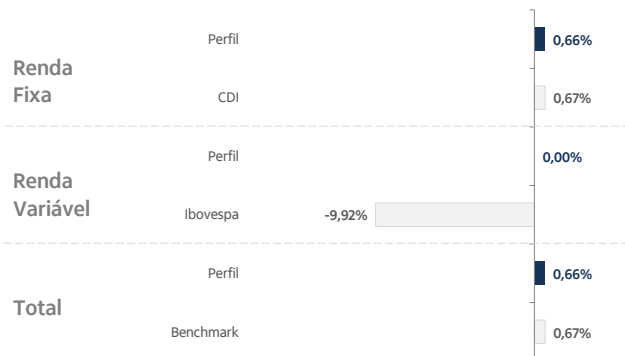 Renda
Fixa
Perfil 0,66%
CDI 0,67%
Renda
Variável
Perfil 0,00%
Ibovespa -9,92%
Total
Perfil 0,66%
Benchmark 0,67%